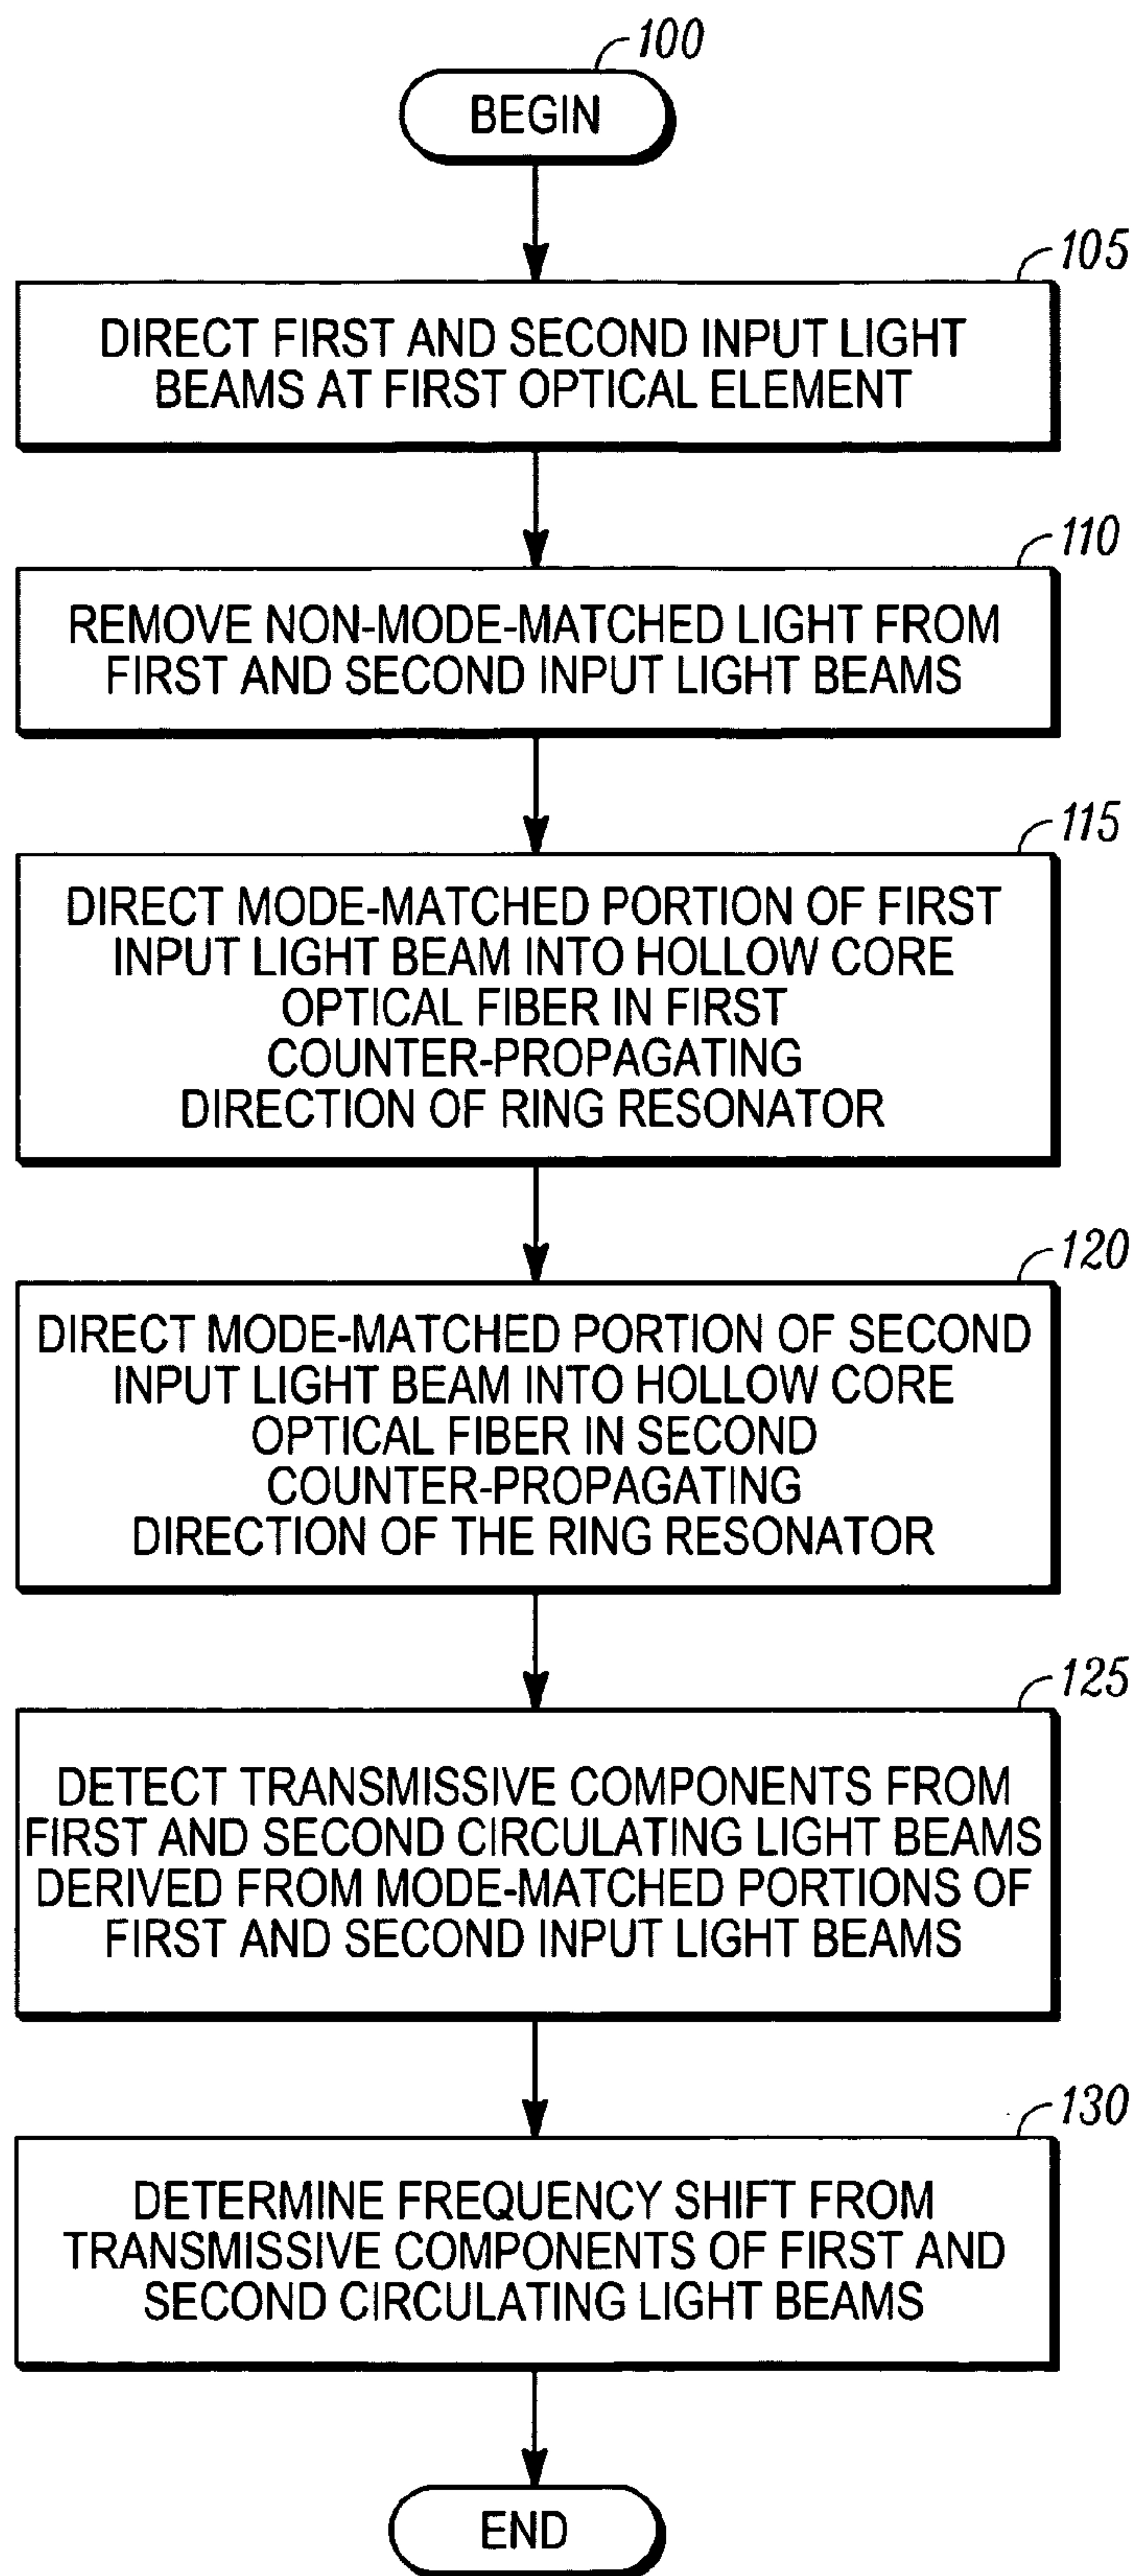 100
BEGIN
105
DIRECT FIRST AND SECOND INPUT LIGHT
BEAMS AT FIRST OPTICAL ELEMENT
110
REMOVE NON-MODE-MATCHED LIGHT FROM
FIRST AND SECOND INPUT LIGHT BEAMS
115
DIRECT MODE-MATCHED PORTION OF FIRST
INPUT LIGHT BEAM INTO HOLLOW CORE
OPTICAL FIBER IN FIRST
COUNTER-PROPAGATING
DIRECTION OF RING RESONATOR
120
DIRECT MODE-MATCHED PORTION OF SECOND
INPUT LIGHT BEAM INTO HOLLOW CORE
OPTICAL FIBER IN SECOND
COUNTER-PROPAGATING
DIRECTION OF THE RING RESONATOR
125
DETECT TRANSMISSIVE COMPONENTS FROM
FIRST AND SECOND CIRCULATING LIGHT BEAMS
DERIVED FROM MODE-MATCHED PORTIONS OF
FIRST AND SECOND INPUT LIGHT BEAMS
130
DETERMINE FREQUENCY SHIFT FROM
TRANSMISSIVE COMPONENTS OF FIRST AND
SECOND CIRCULATING LIGHT BEAMS
END